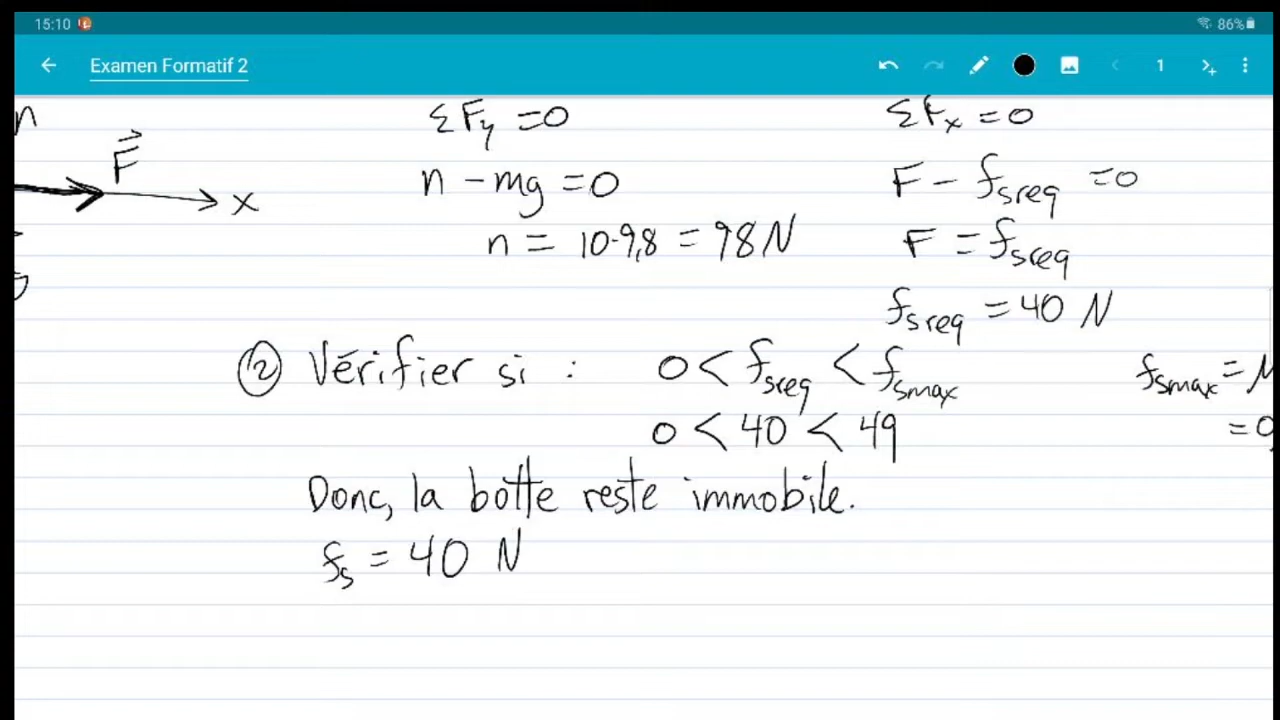 15:10 86%
Examen Formatif 2 1
n
F⃗
x
ΣFy = 0
n - mg = 0
n = 10·9,8 = 98 N
ΣFx = 0
F - fsreq = 0
F = fsreq
fsreq = 40 N
② Vérifier si : 0 < fsreq < fsmax
0 < 40 < 49
fsmax =
= 0
Donc, la botte reste immobile.
fs = 40 N